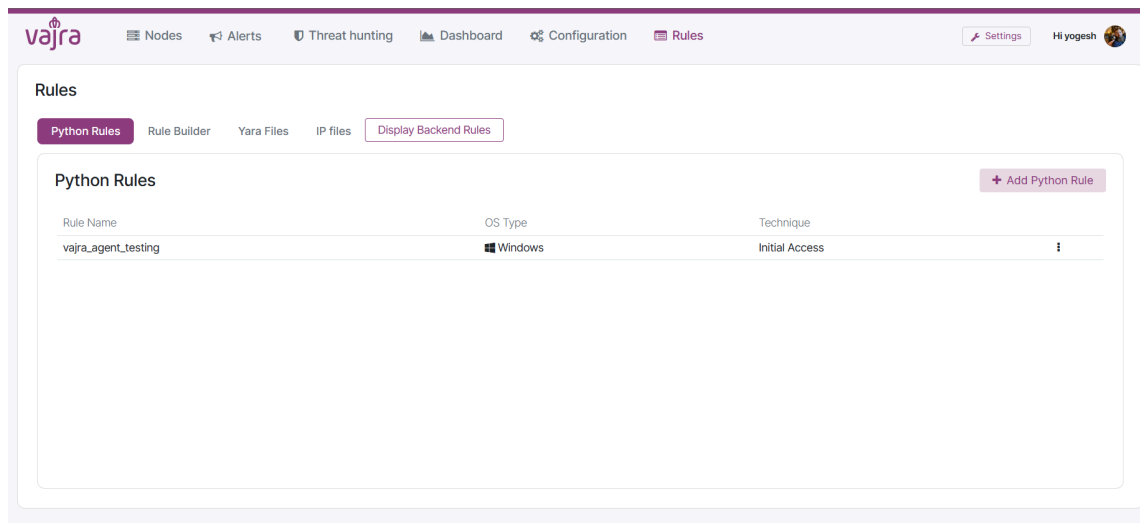 vajra
Nodes Alerts Threat hunting Dashboard Configuration Rules Settings Hi yogesh
Rules
Python Rules Rule Builder Yara Files IP files Display Backend Rules
Python Rules + Add Python Rule
Rule Name OS Type Technique
vajra_agent_testing Windows Initial Access